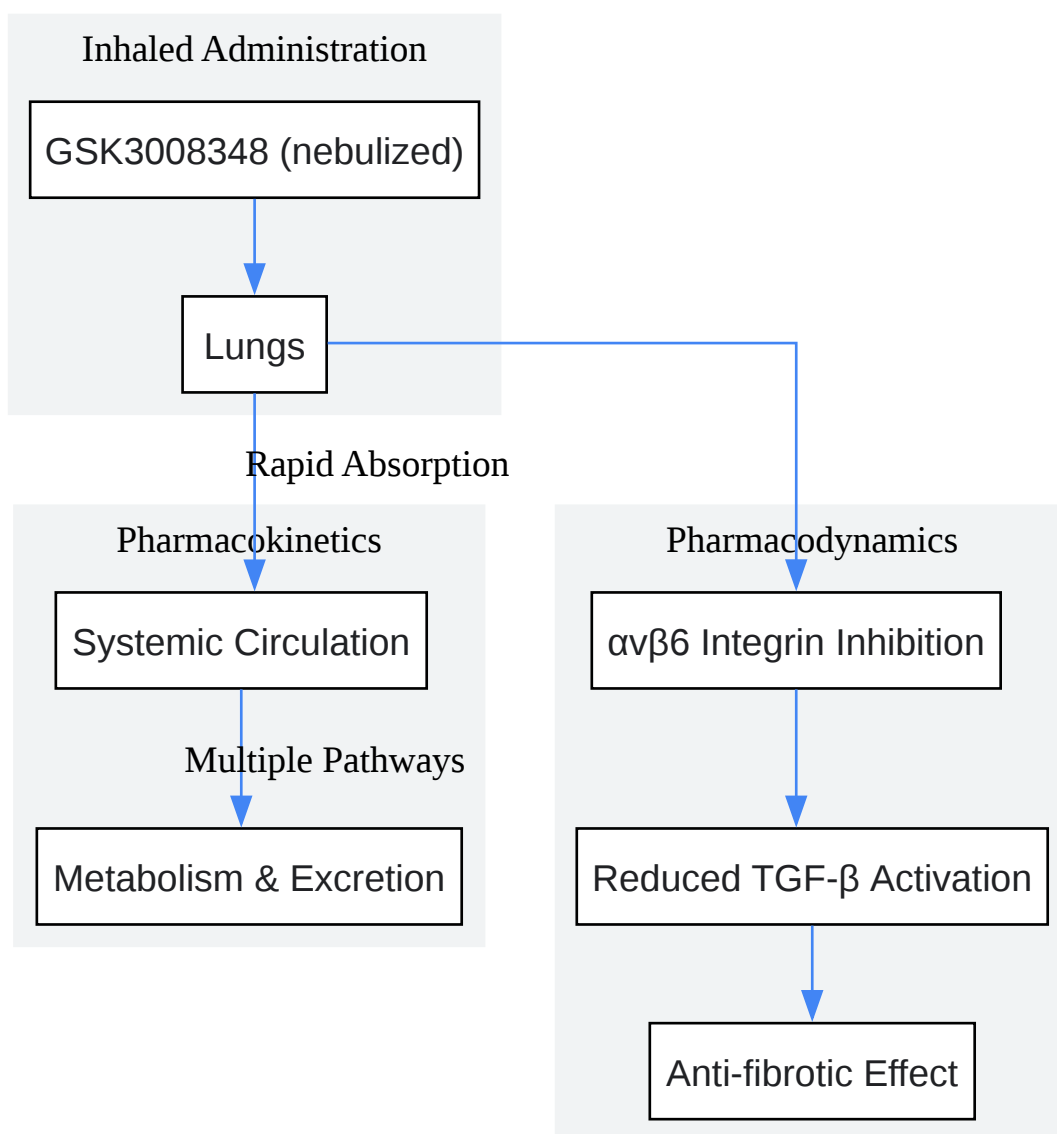 Inhaled Administration
GSK3008348 (nebulized)
Lungs
Rapid Absorption
Pharmacokinetics
Systemic Circulation
Multiple Pathways
Metabolism & Excretion
Pharmacodynamics
αvβ6 Integrin Inhibition
Reduced TGF-β Activation
Anti-fibrotic Effect